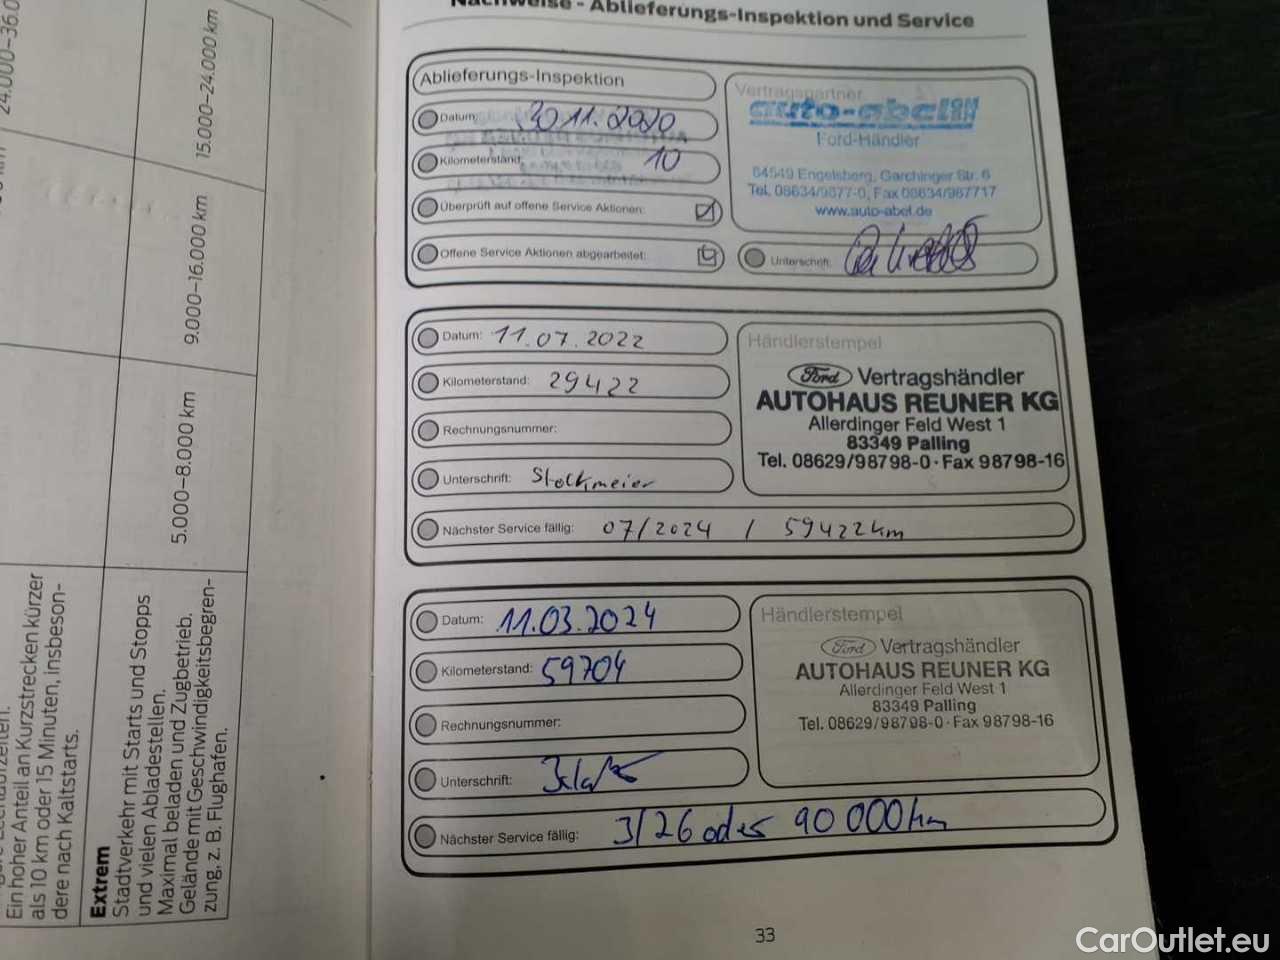 24.000–36.0
15.000–24.000 km
9.000–16.000 km
5.000–8.000 km
Ein hoher Anteil an Kurzstrecken kürzer
als 10 km oder 15 Minuten, insbeson-
dere nach Kaltstarts.
Extrem
Stadtverkehr mit Starts und Stopps
und vielen Abladestellen.
Maximal beladen und Zugbetrieb.
Gelände mit Geschwindigkeitsbegren-
zung, z. B. Flughafen.
Nachweise - Ablieferungs-Inspektion und Service
Ablieferungs-Inspektion
Datum: 30.11.2020
Kilometerstand: 10
Überprüft auf offene Service Aktionen:
Offene Service Aktionen abgearbeitet:
Vertragspartner
auto-abel
Ford-Händler
84549 Engelsberg, Garchinger Str. 6
Tel. 08634/9877-0, Fax 08634/987717
www.auto-abel.de
Unterschrift:
Datum: 11.07.2022
Kilometerstand: 29422
Rechnungsnummer:
Unterschrift: Stockmeier
Nächster Service fällig: 07/2024 / 59422km
Händlerstempel
Ford Vertragshändler
AUTOHAUS REUNER KG
Allerdinger Feld West 1
83349 Palling
Tel. 08629/98798-0 · Fax 98798-16
Datum: 11.03.2024
Kilometerstand: 59704
Rechnungsnummer:
Unterschrift:
Nächster Service fällig: 3/26 oder 90 000km
Händlerstempel
Ford Vertragshändler
AUTOHAUS REUNER KG
Allerdinger Feld West 1
83349 Palling
Tel. 08629/98798-0 · Fax 98798-16
33
CarOutlet.eu